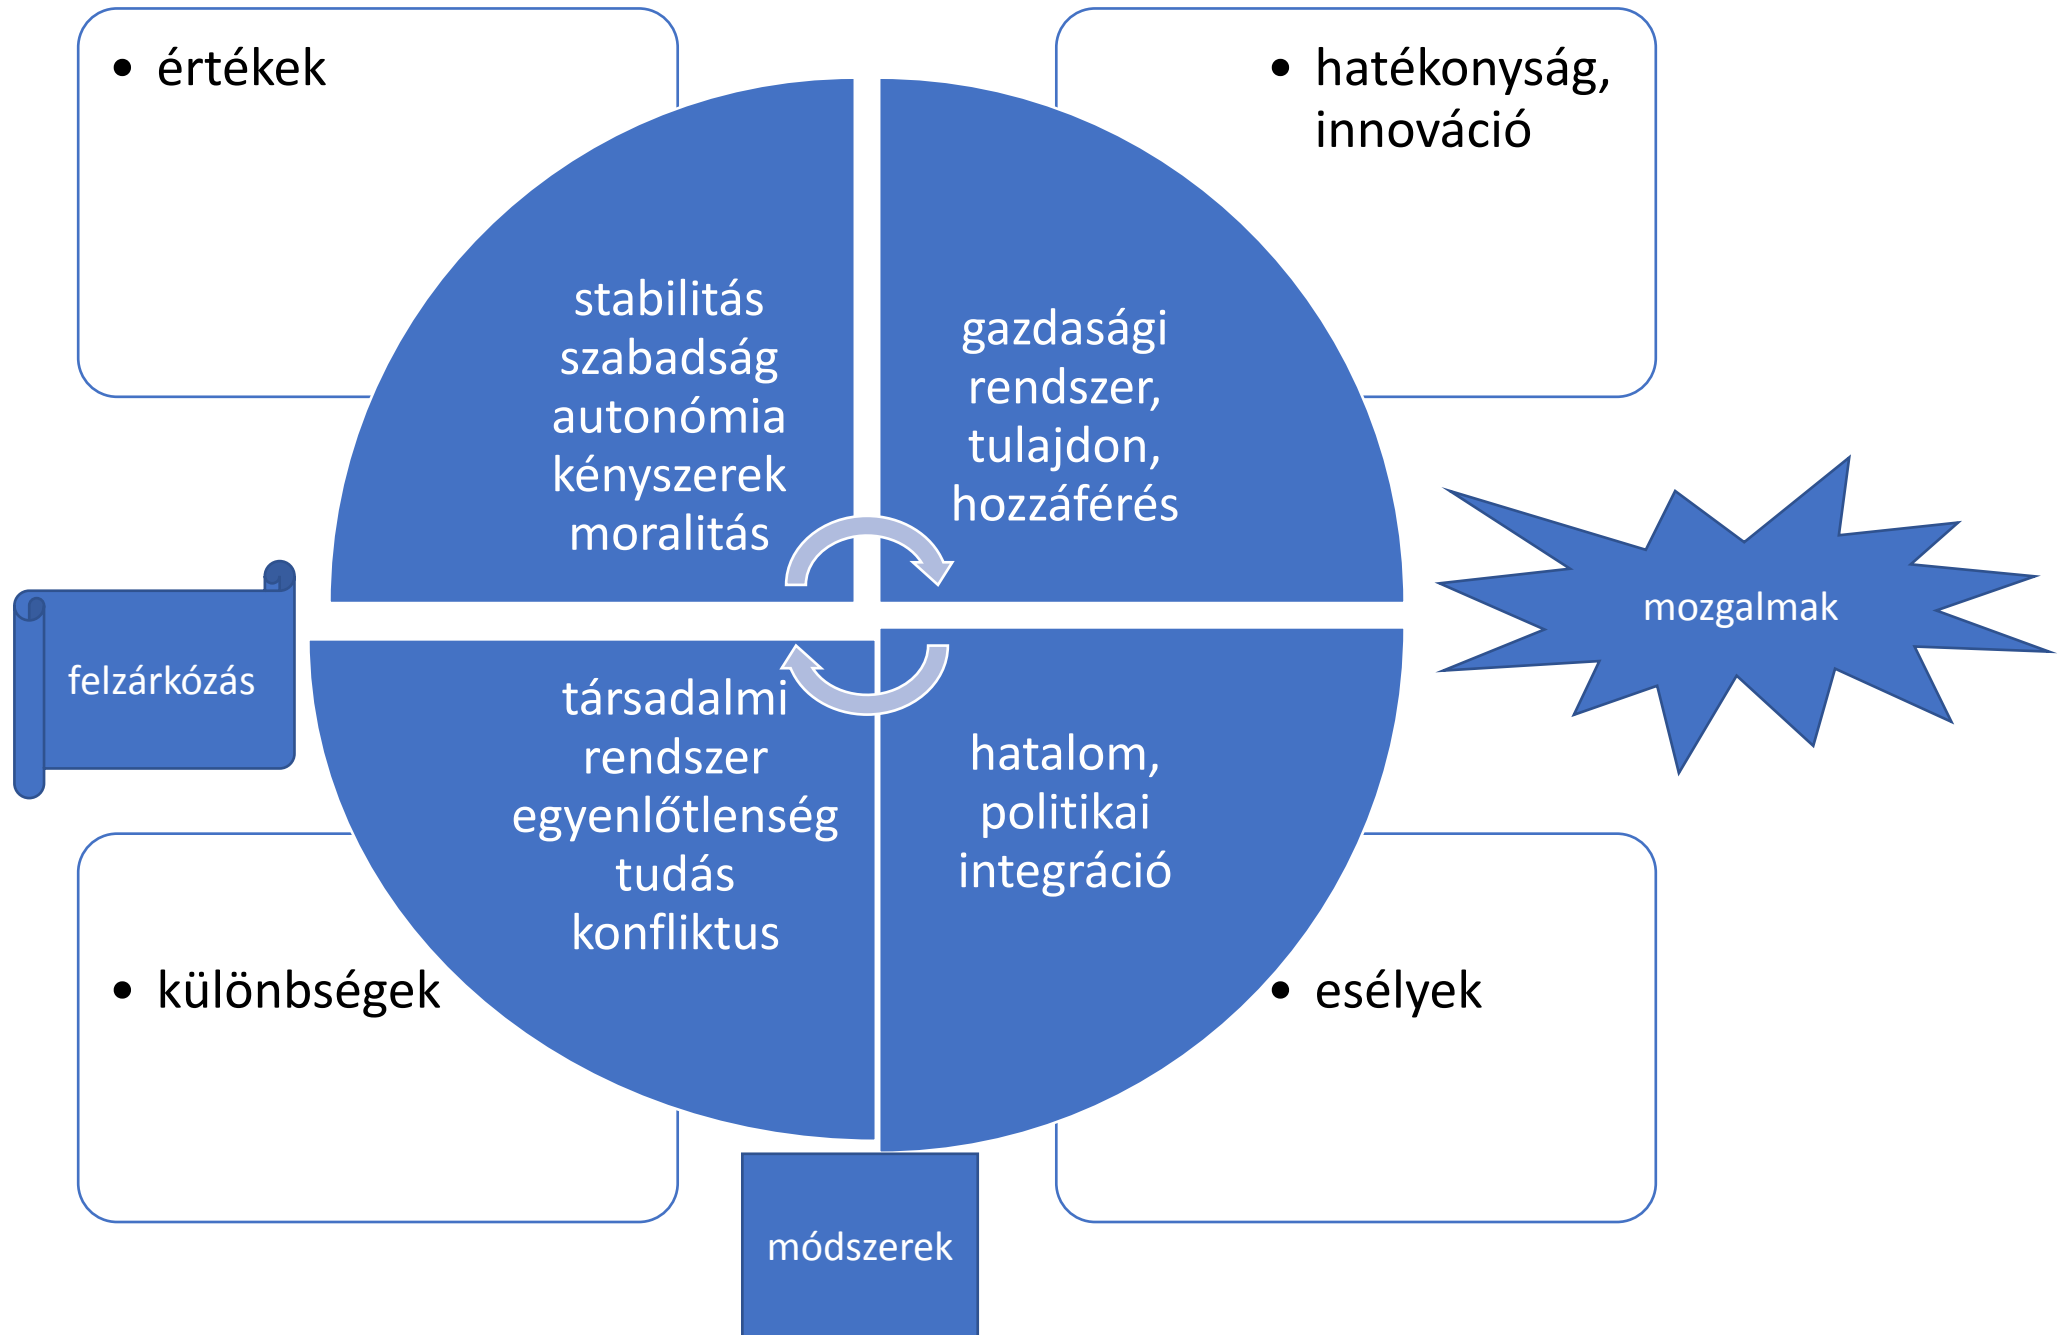 • értékek
• hatékonyság,
innováció
stabilitás
szabadság
autonómia
kényszerek
moralitás
gazdasági
rendszer,
tulajdon,
hozzáférés
mozgalmak
felzárkózás
társadalmi
rendszer
egyenlőtlenség
tudás
konfliktus
hatalom,
politikai
integráció
• különbségek
• esélyek
módszerek